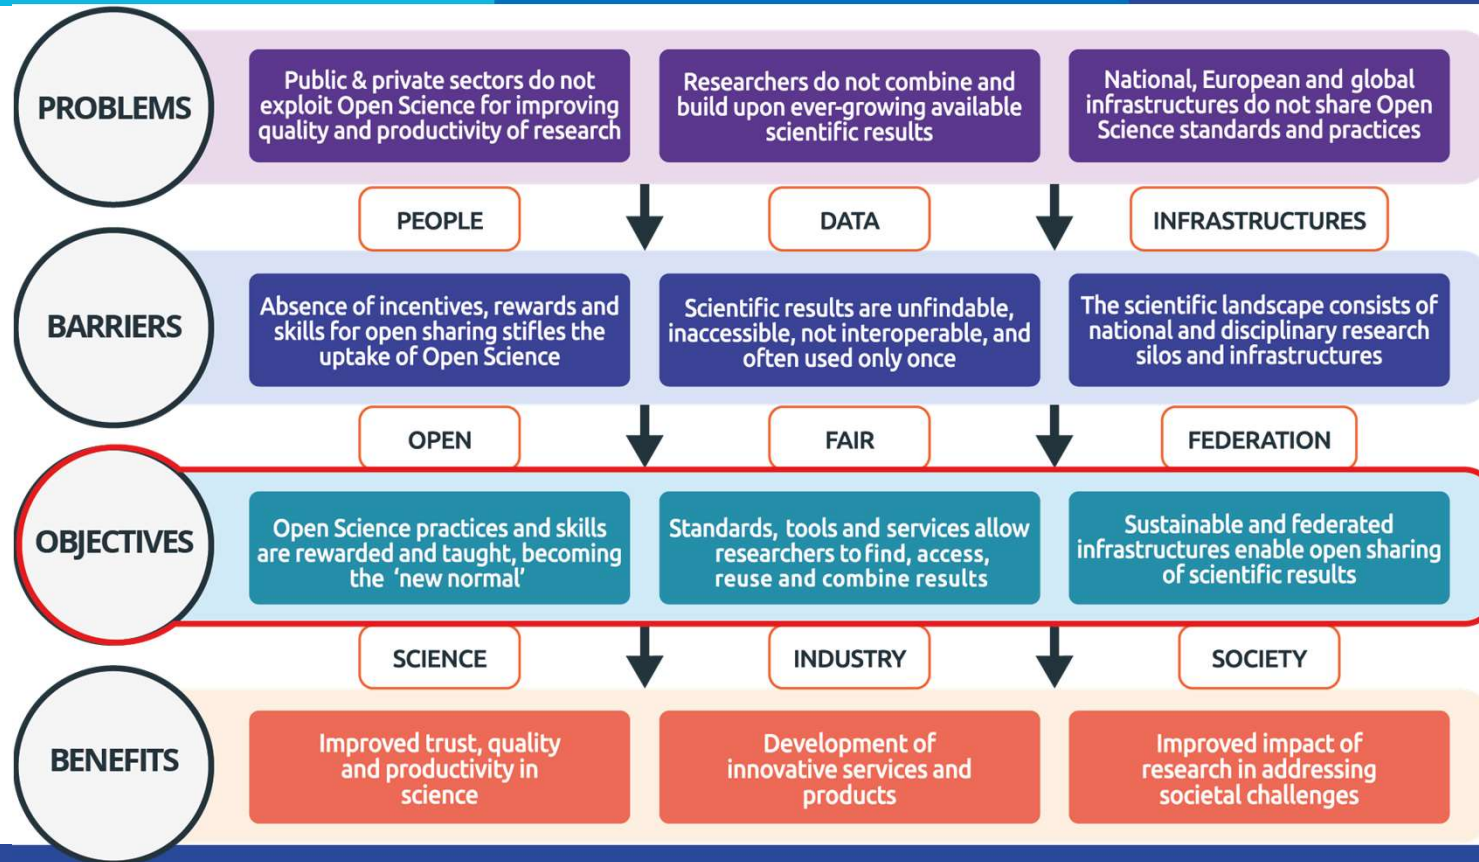 PROBLEMS
Public & private sectors do not
exploit Open Science for improving
quality and productivity of research
Researchers do not combine and
build upon ever-growing available
scientific results
National, European and global
infrastructures do not share Open
Science standards and practices
PEOPLE
DATA
INFRASTRUCTURES
BARRIERS
Absence of incentives, rewards and
skills for open sharing stifles the
uptake of Open Science
Scientific results are unfindable,
inaccessible, not interoperable, and
often used only once
The scientific landscape consists of
national and disciplinary research
silos and infrastructures
OPEN
FAIR
FEDERATION
OBJECTIVES
Open Science practices and skills
are rewarded and taught, becoming
the ‘new normal’
Standards, tools and services allow
researchers to find, access,
reuse and combine results
Sustainable and federated
infrastructures enable open sharing
of scientific results
SCIENCE
INDUSTRY
SOCIETY
BENEFITS
Improved trust, quality
and productivity in
science
Development of
innovative services and
products
Improved impact of
research in addressing
societal challenges